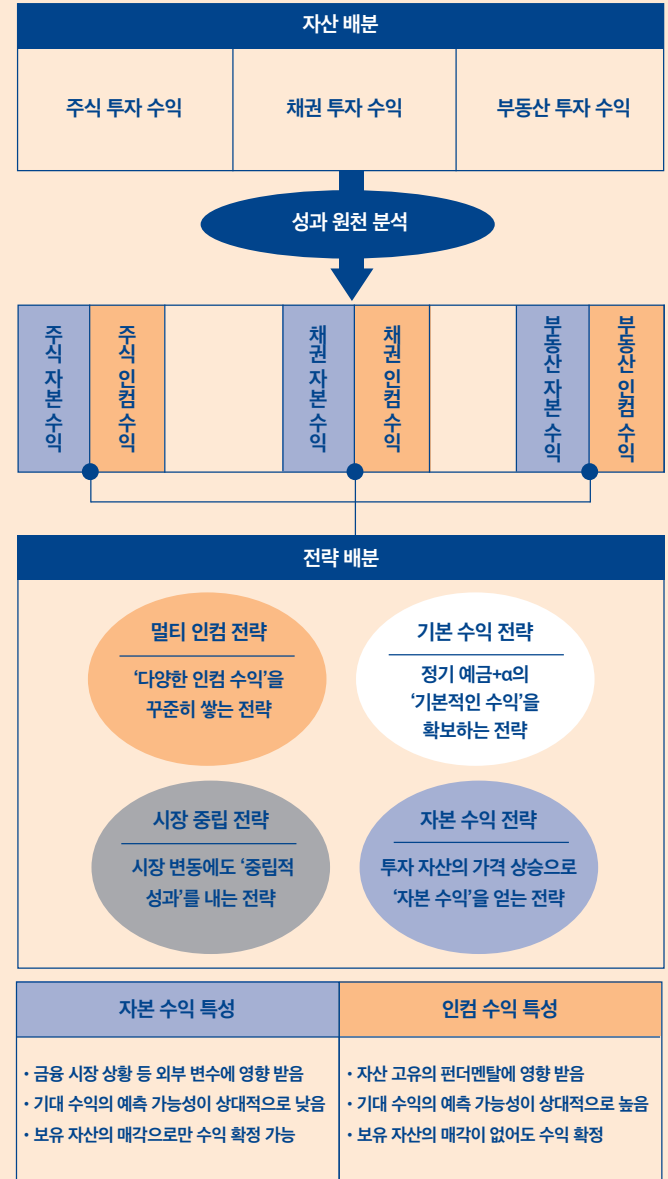 자산 배분
주식 투자 수익
채권 투자 수익
부동산 투자 수익
성과 원천 분석
주식 자본 수익
주식 인컴 수익
채권 자본 수익
채권 인컴 수익
부동산 자본 수익
부동산 인컴 수익
전략 배분
멀티 인컴 전략
‘다양한 인컴 수익’을
꾸준히 쌓는 전략
기본 수익 전략
정기 예금+α의
‘기본적인 수익’을
확보하는 전략
시장 중립 전략
시장 변동에도 ‘중립적
성과’를 내는 전략
자본 수익 전략
투자 자산의 가격 상승으로
‘자본 수익’을 얻는 전략
자본 수익 특성
· 금융 시장 상황 등 외부 변수에 영향 받음
· 기대 수익의 예측 가능성이 상대적으로 낮음
· 보유 자산의 매각으로만 수익 확정 가능
인컴 수익 특성
· 자산 고유의 펀더멘탈에 영향 받음
· 기대 수익의 예측 가능성이 상대적으로 높음
· 보유 자산의 매각이 없어도 수익 확정